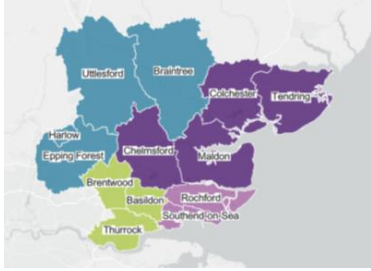 Uttlesford
Braintree
Colchester
Tendring
Harlow
Epping Forest
Chelmsford
Maldon
Brentwood
Basildon
Rochford
Southend-on-Sea
Thurrock